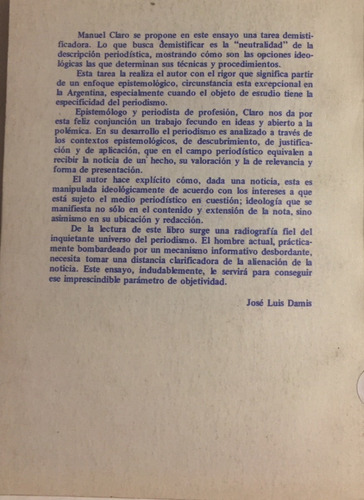 Manuel Claro se propone en este ensayo una tarea demisti-
ficadora. Lo que busca demistificar es la "neutralidad" de la
descripción periodística, mostrando cómo son las opciones ideo-
lógicas las que determinan sus técnicas y procedimientos.
Esta tarea la realiza el autor con el rigor que significa partir
de un enfoque epistemológico, circunstancia esta excepcional en
la Argentina, especialmente cuando el objeto de estudio tiene la
especificidad del periodismo.
Epistemólogo y periodista de profesión, Claro nos da por
esta feliz conjunción un trabajo fecundo en ideas y abierto a la
polémica. En su desarrollo el periodismo es analizado a través de
los contextos epistemológicos, de descubrimiento, de justifica-
ción y de aplicación, que en el campo periodístico equivalen a
recibir la noticia de un hecho, su valoración y la de relevancia y
forma de presentación.
El autor hace explícito cómo, dada una noticia, esta es
manipulada ideológicamente de acuerdo con los intereses a que
está sujeto el medio periodístico en cuestión; ideología que se
manifiesta no sólo en el contenido y extensión de la nota, sino
asimismo en su ubicación y redacción.
De la lectura de este libro surge una radiografía fiel del
inquietante universo del periodismo. El hombre actual, práctica-
mente bombardeado por un mecanismo informativo desbordante,
necesita tomar una distancia clarificadora de la alienación de la
noticia. Este ensayo, indudablemente, le servirá para conseguir
ese imprescindible parámetro de objetividad.
José Luis Damis